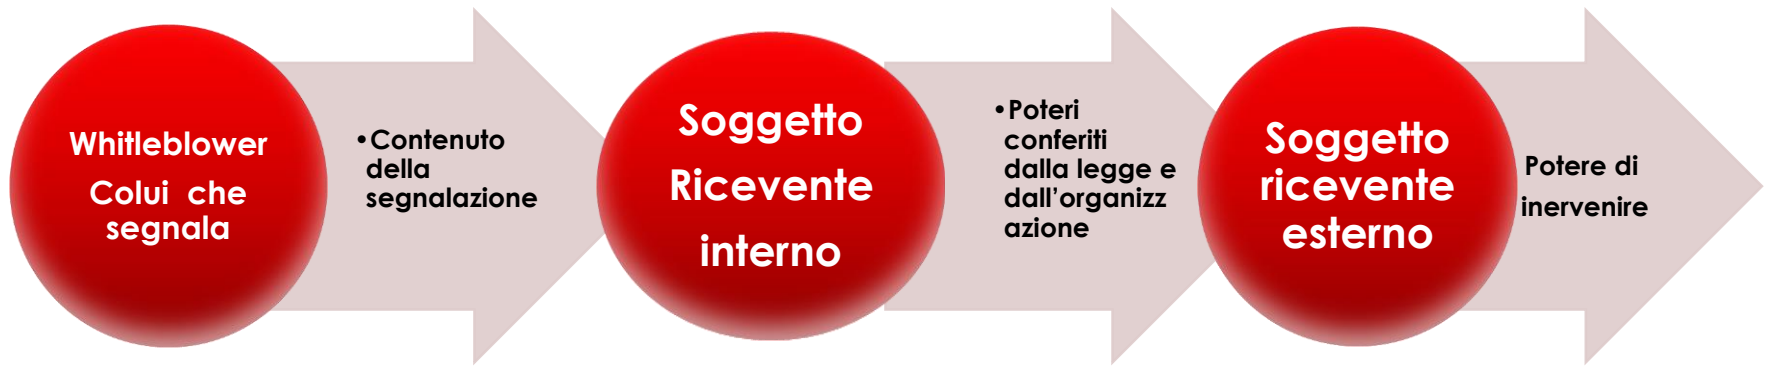 Whitleblower
Colui che
segnala
•Contenuto
della
segnalazione
Soggetto
Ricevente
interno
•Poteri
conferiti
dalla legge e
dall'organizz
azione
Soggetto
ricevente
esterno
Potere di
inervenire